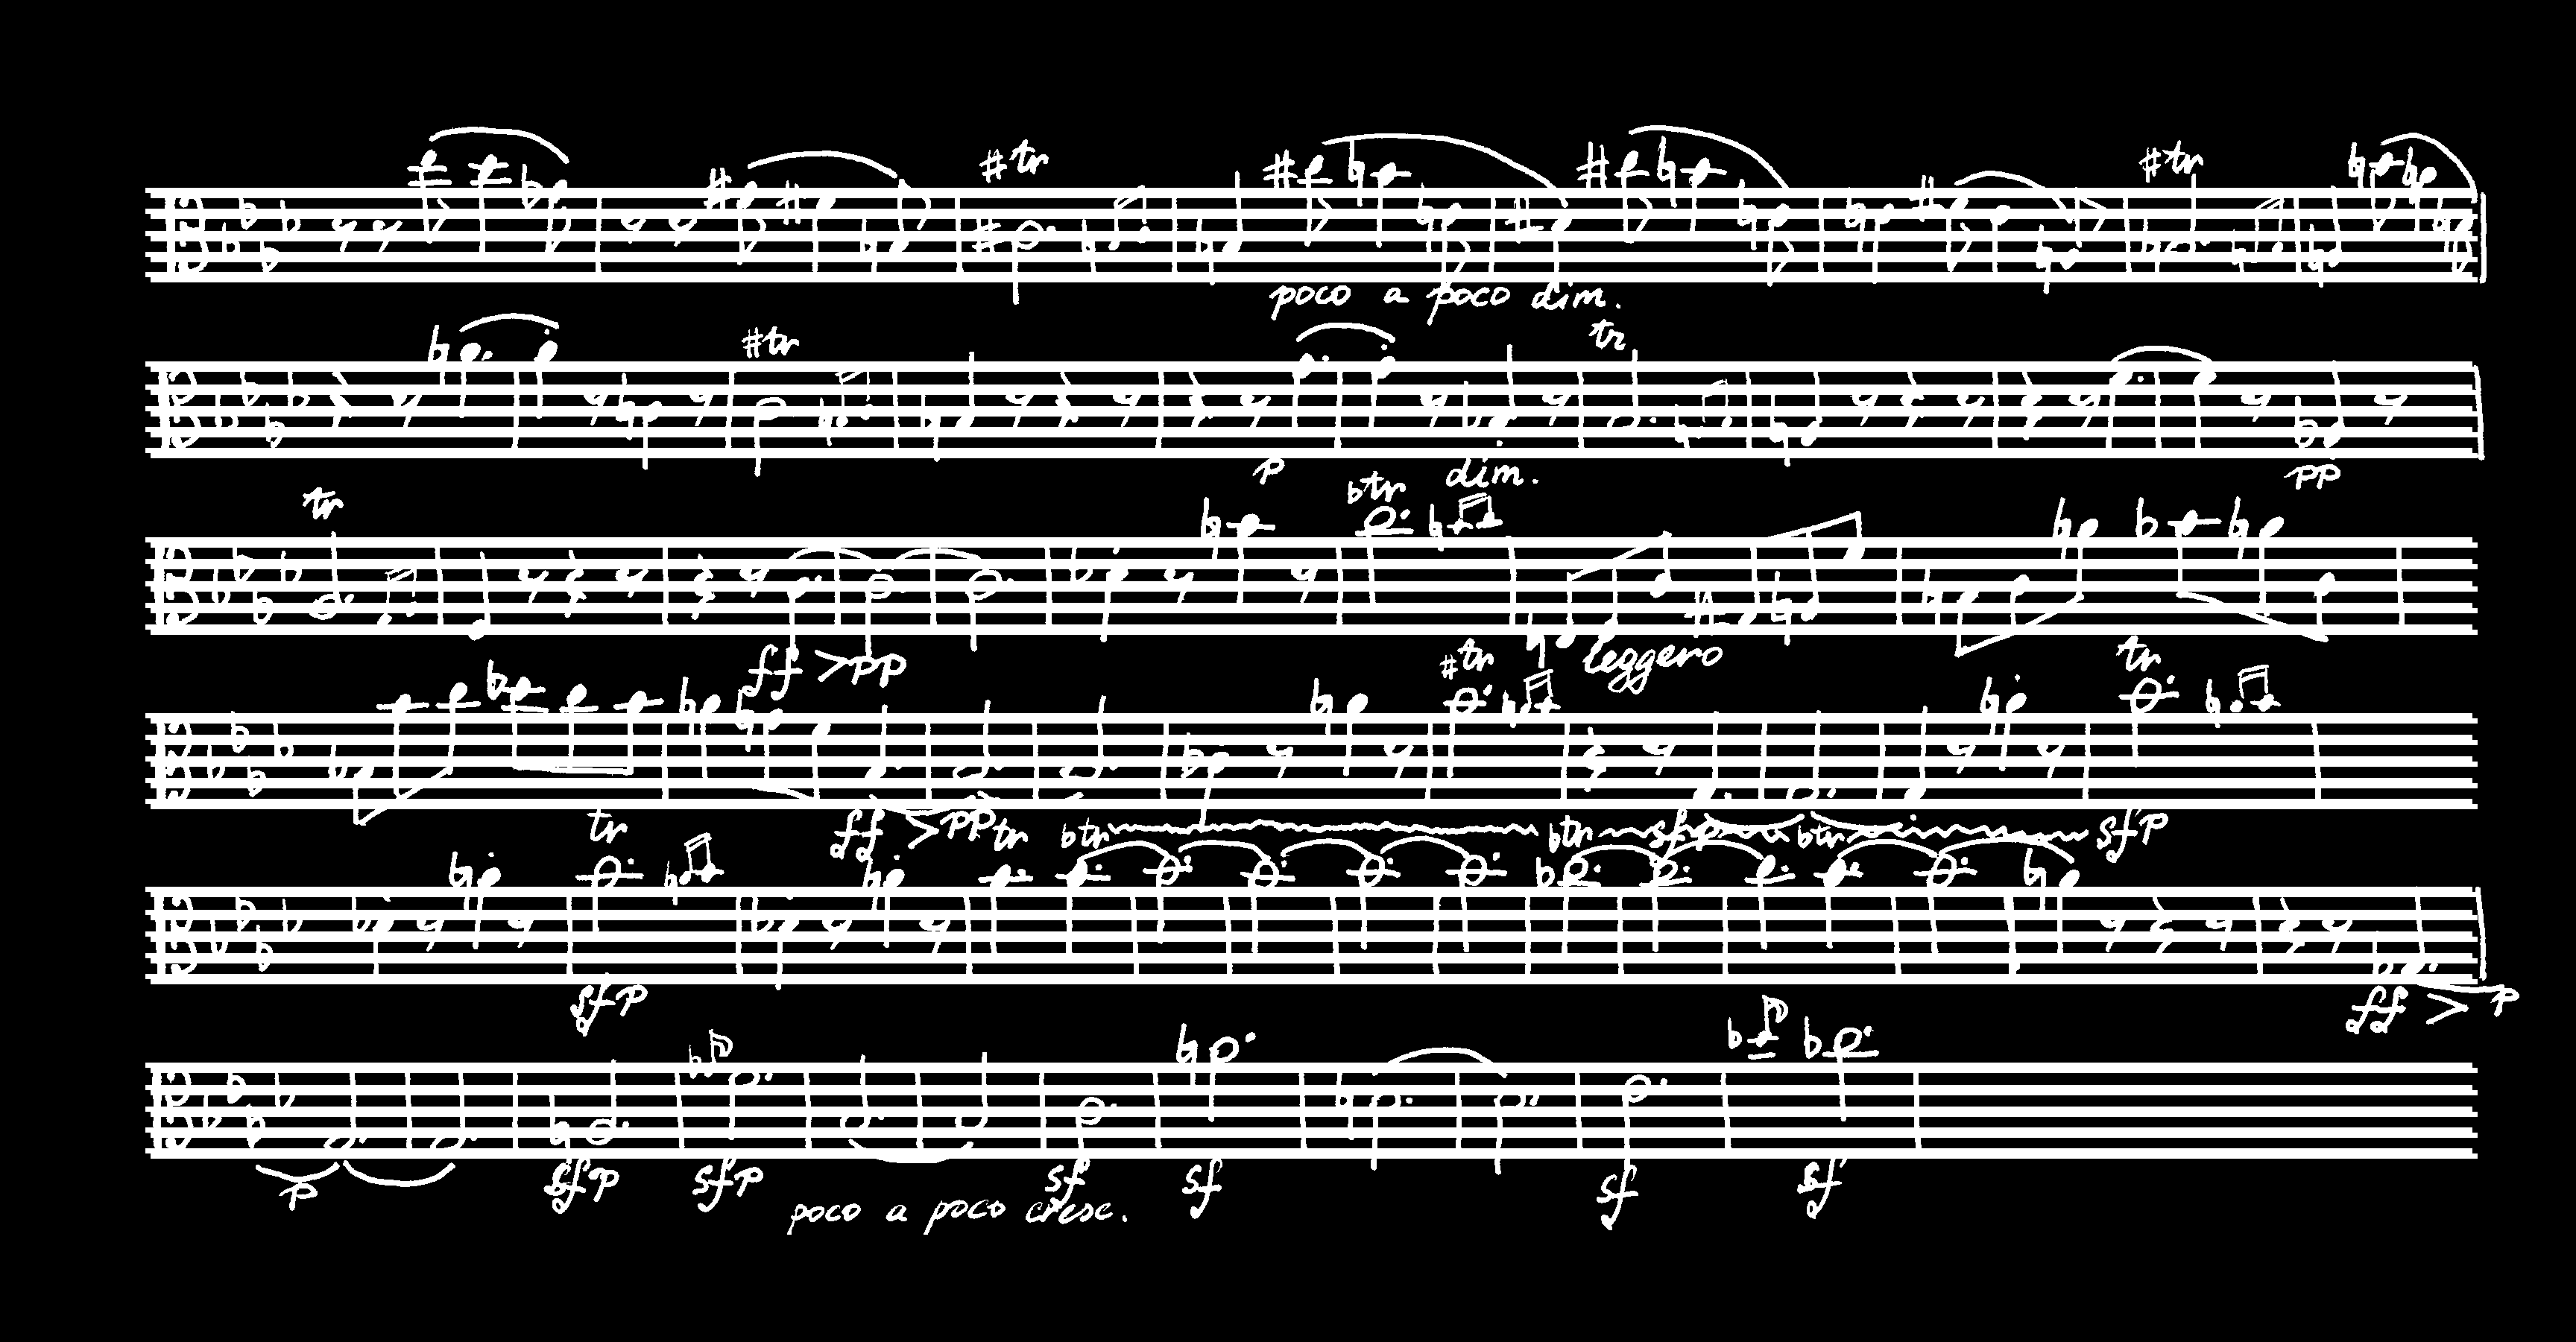 tr tr
poco a poco dim.
tr tr
p dim. pp
tr tr
ff > pp leggero
tr tr
ff > pp sfp sfp
tr tr tr tr tr
sfp ff > p
p sfp sfp sf sf sf sf
poco a poco cresc.